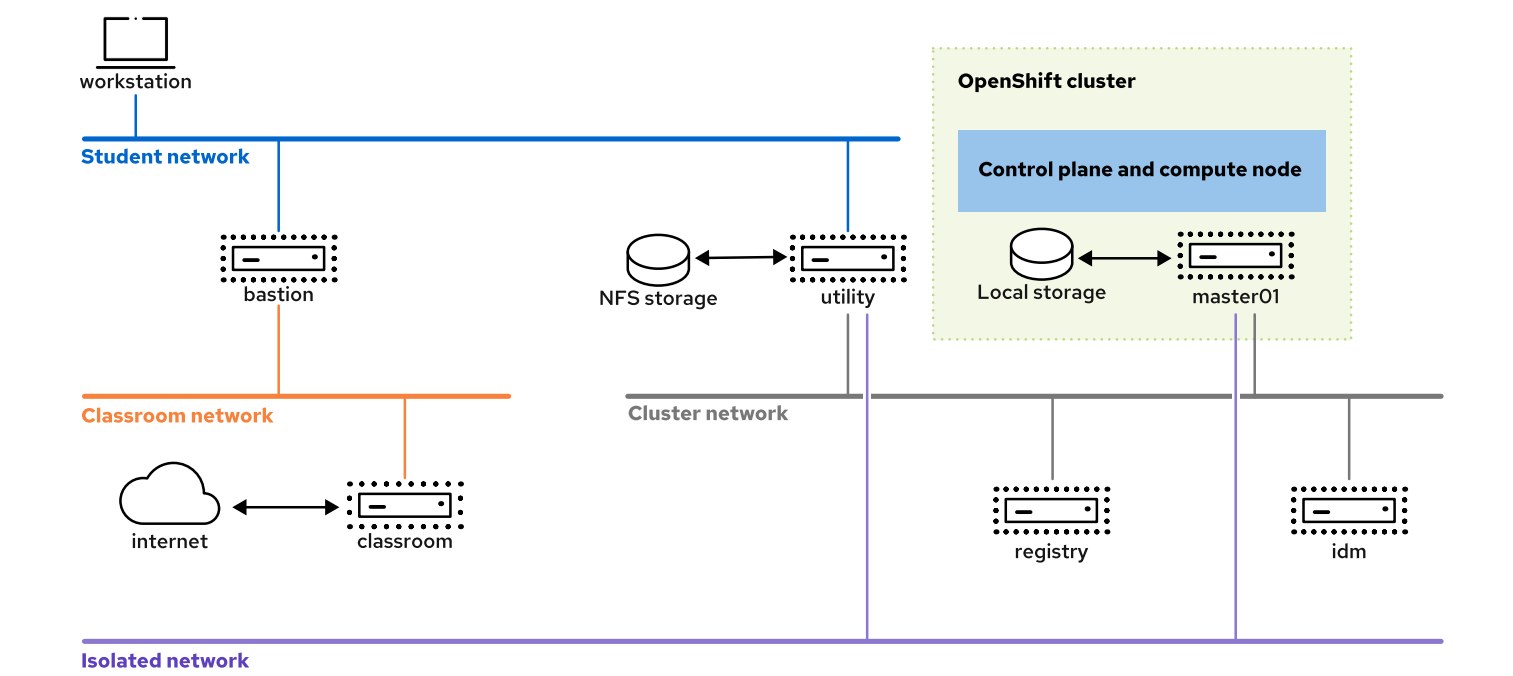 workstation
OpenShift cluster
Student network
Control plane and compute node
bastion
NFS storage
utility
Local storage
master01
Classroom network
Cluster network
internet
classroom
registry
idm
Isolated network